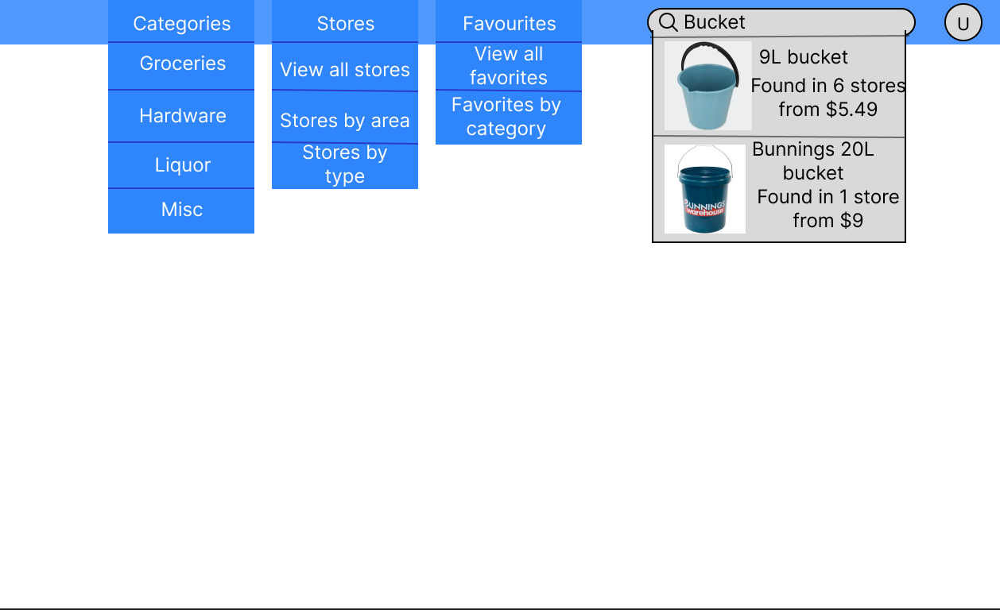 Categories
Groceries
Hardware
Liquor
Misc
Stores
View all stores
Stores by area
Stores by
type
Favourites
View all
favorites
Favorites by
category
Bucket
9L bucket
Found in 6 stores
from $5.49
BUNNINGS
warehouse
Bunnings 20L
bucket
Found in 1 store
from $9
U